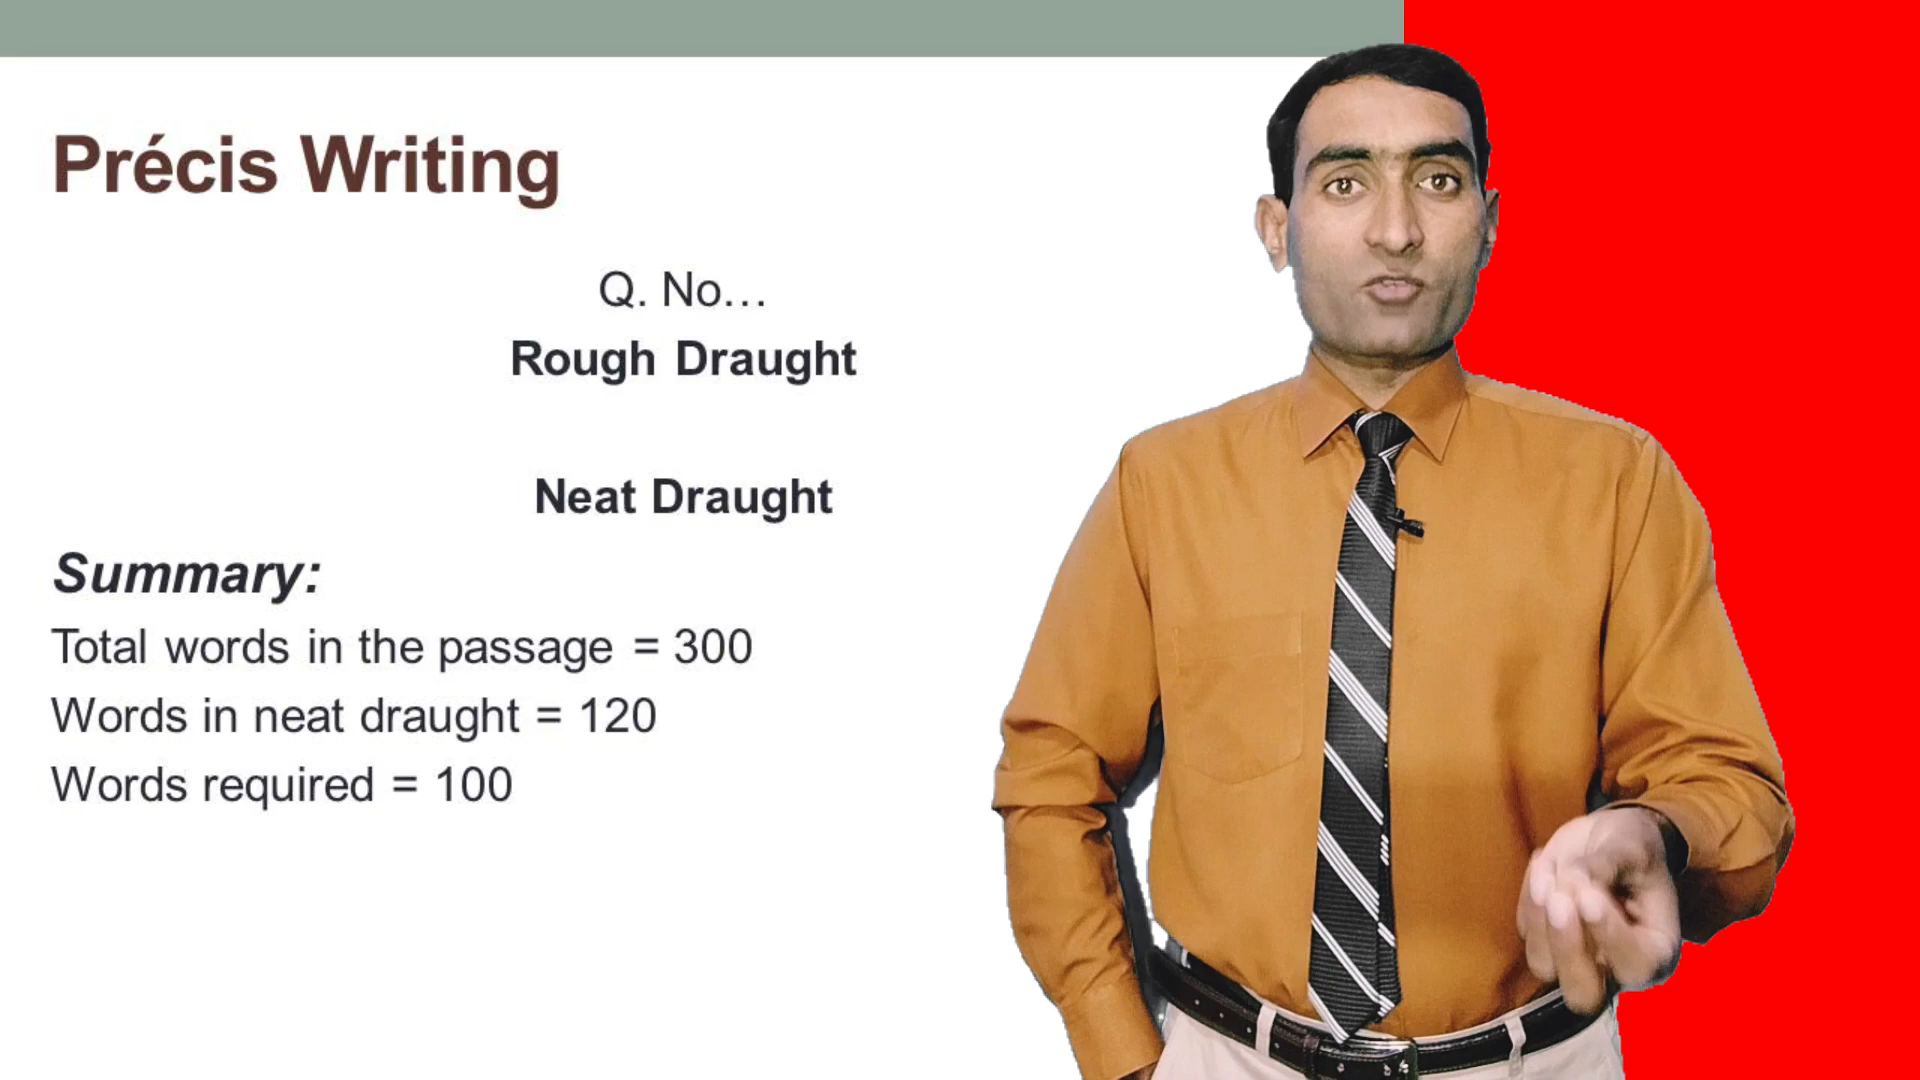 Précis Writing
Q. No…
Rough Draught
Neat Draught
Summary:
Total words in the passage = 300
Words in neat draught = 120
Words required = 100